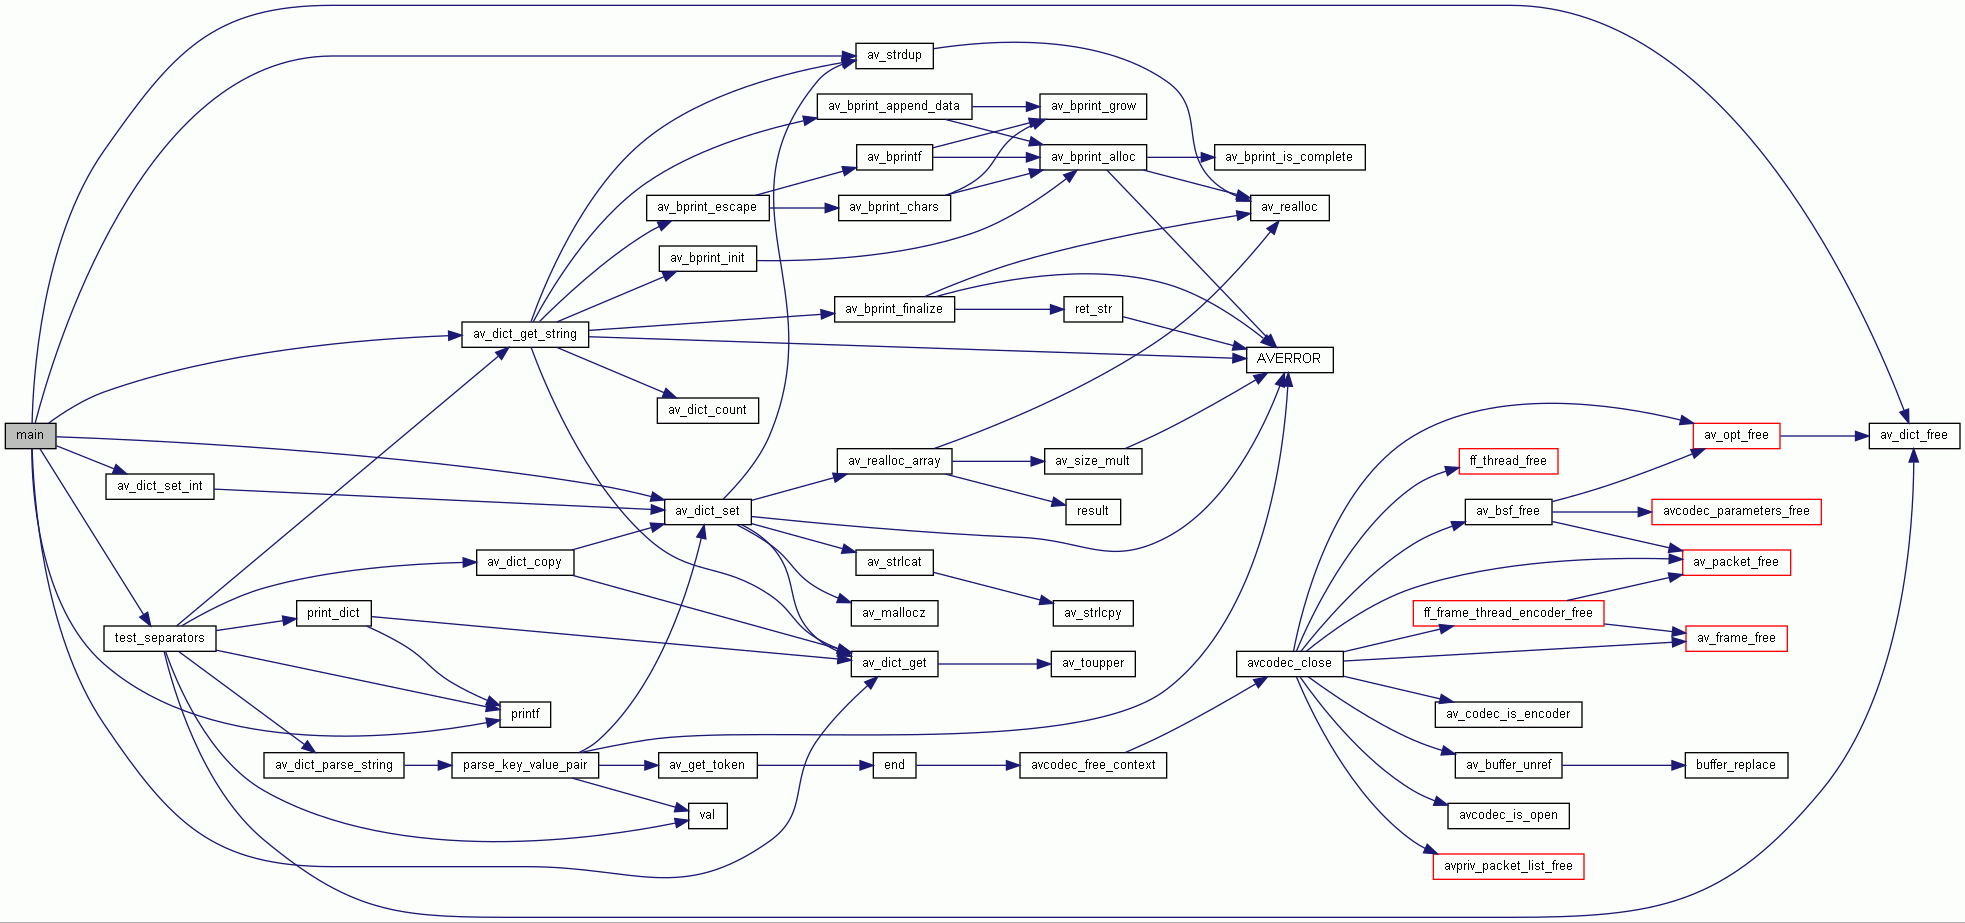 av_strdup
av_bprint_append_data
av_bprint_grow
av_bprintf
av_bprint_alloc
av_bprint_is_complete
av_bprint_escape
av_bprint_chars
av_realloc
av_bprint_init
av_bprint_finalize
ret_str
av_dict_get_string
AVERROR
av_dict_count
main
av_opt_free
av_dict_free
av_realloc_array
av_size_mult
ff_thread_free
av_dict_set_int
av_dict_set
result
av_bsf_free
avcodec_parameters_free
av_dict_copy
av_strlcat
av_packet_free
print_dict
av_mallocz
av_strlcpy
ff_frame_thread_encoder_free
test_separators
av_frame_free
av_dict_get
av_toupper
avcodec_close
printf
av_codec_is_encoder
av_dict_parse_string
parse_key_value_pair
av_get_token
end
avcodec_free_context
av_buffer_unref
buffer_replace
val
avcodec_is_open
avpriv_packet_list_free